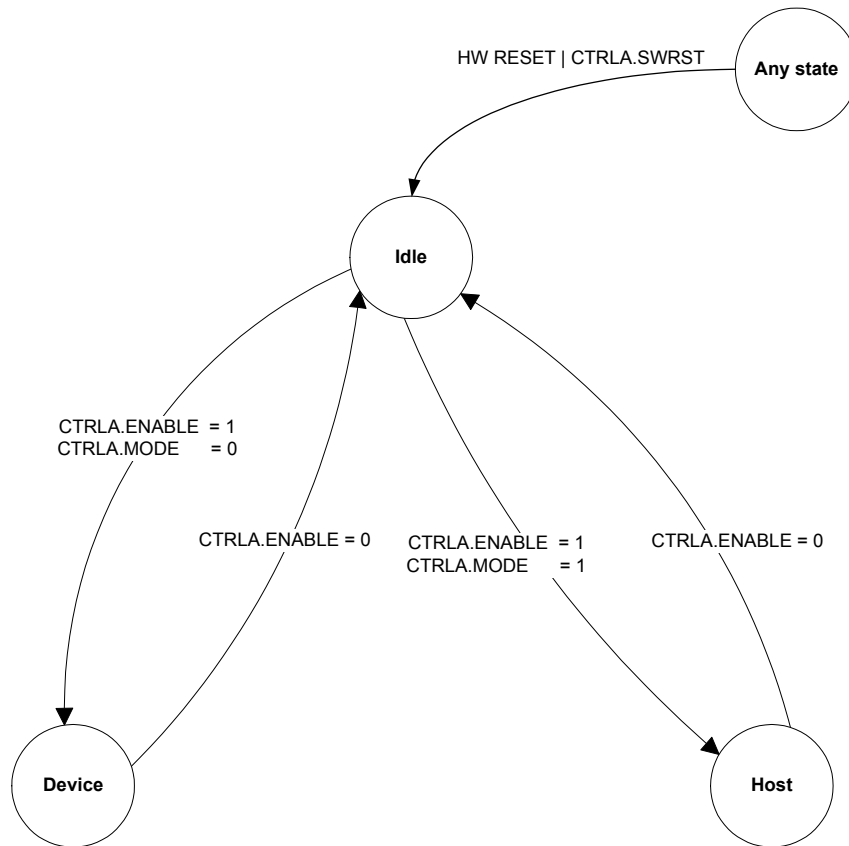 HW RESET | CTRLA.SWRST
Any state
Idle
CTRLA.ENABLE = 1
CTRLA.MODE = 0
CTRLA.ENABLE = 0
CTRLA.ENABLE = 1
CTRLA.MODE = 1
CTRLA.ENABLE = 0
Device
Host